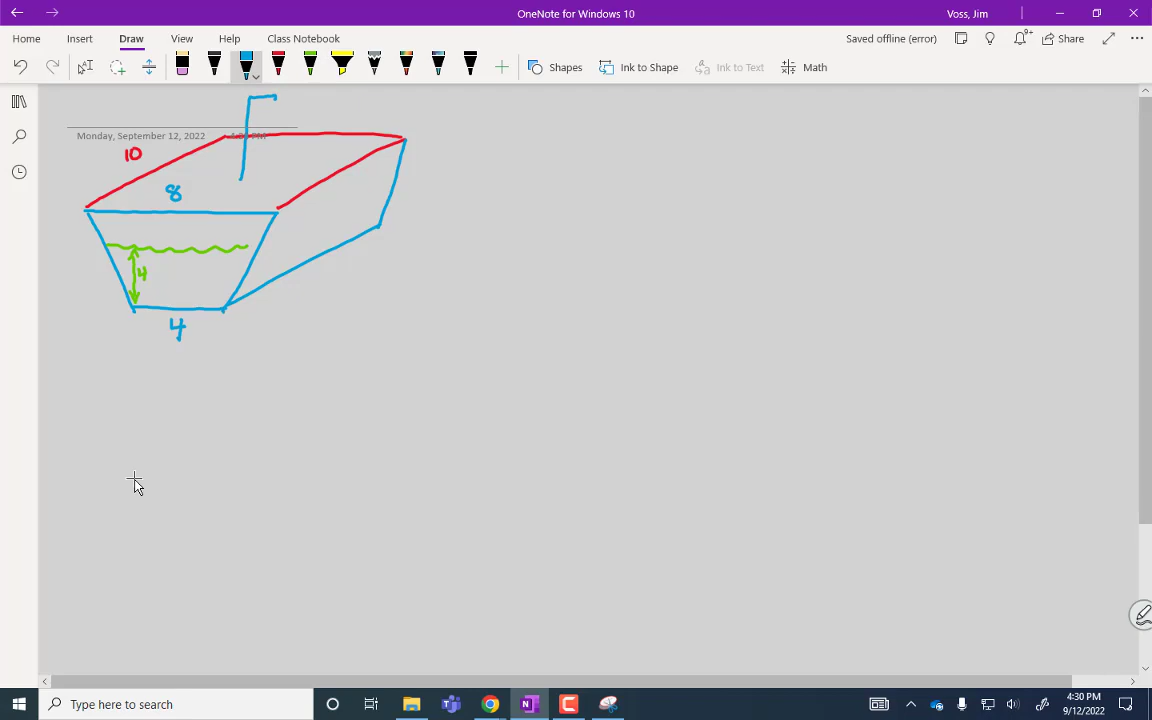 OneNote for Windows 10
Voss, Jim
Home
Insert
Draw
View
Help
Class Notebook
Saved offline (error)
9+
Share
Shapes
Ink to Shape
Ink to Text
Math
Monday, September 12, 2022
10
8
4
4
Type here to search
4:30 PM
9/12/2022